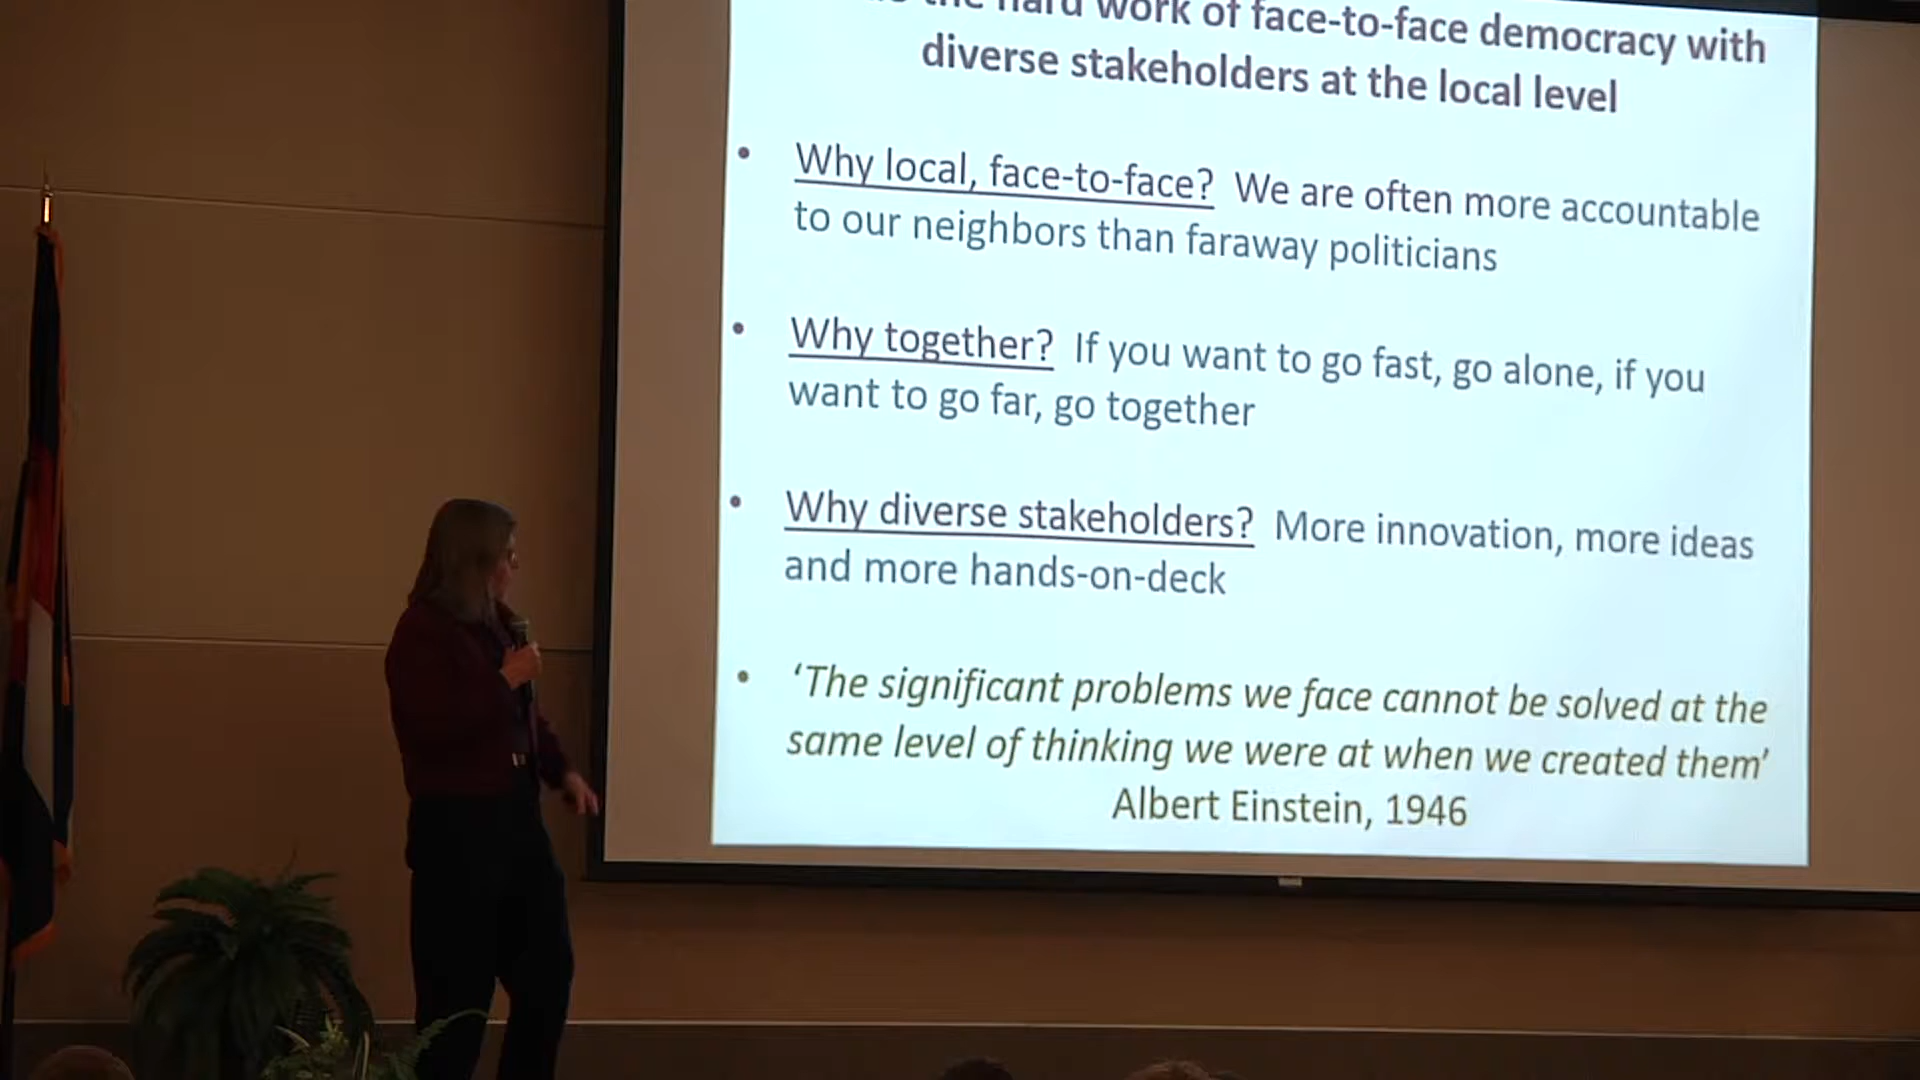 the hard work of face-to-face democracy with
diverse stakeholders at the local level
• Why local, face-to-face? We are often more accountable
to our neighbors than faraway politicians
• Why together? If you want to go fast, go alone, if you
want to go far, go together
• Why diverse stakeholders? More innovation, more ideas
and more hands-on-deck
• ‘The significant problems we face cannot be solved at the
same level of thinking we were at when we created them’
Albert Einstein, 1946